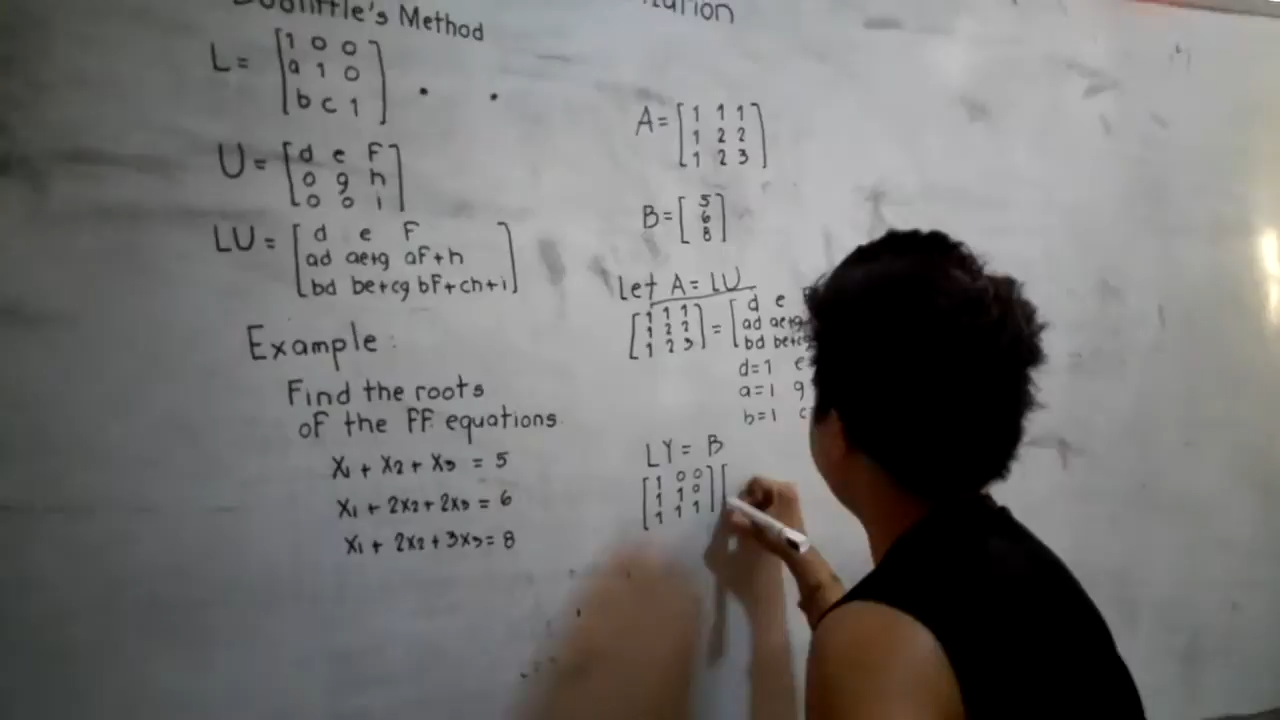 Doolittle's Method
L = [1 0 0
a 1 0
b c 1]
U = [d e F
0 g h
0 0 i]
LU = [d e F
ad ae+g aF+h
bd be+cg bF+ch+i]
Example:
Find the roots
of the FF equations.
X1 + X2 + X3 = 5
X1 + 2X2 + 2X3 = 6
X1 + 2X2 + 3X3 = 8
A = [1 1 1
1 2 2
1 2 3]
B = [5
6
8]
Let A = LU
[1 1 1
1 2 2
1 2 3] = [d e
ad ae+g
bd be+cg
d=1 e
a=1 g
b=1 c
LY = B
[1 0 0
1 1 0
1 1 1] [